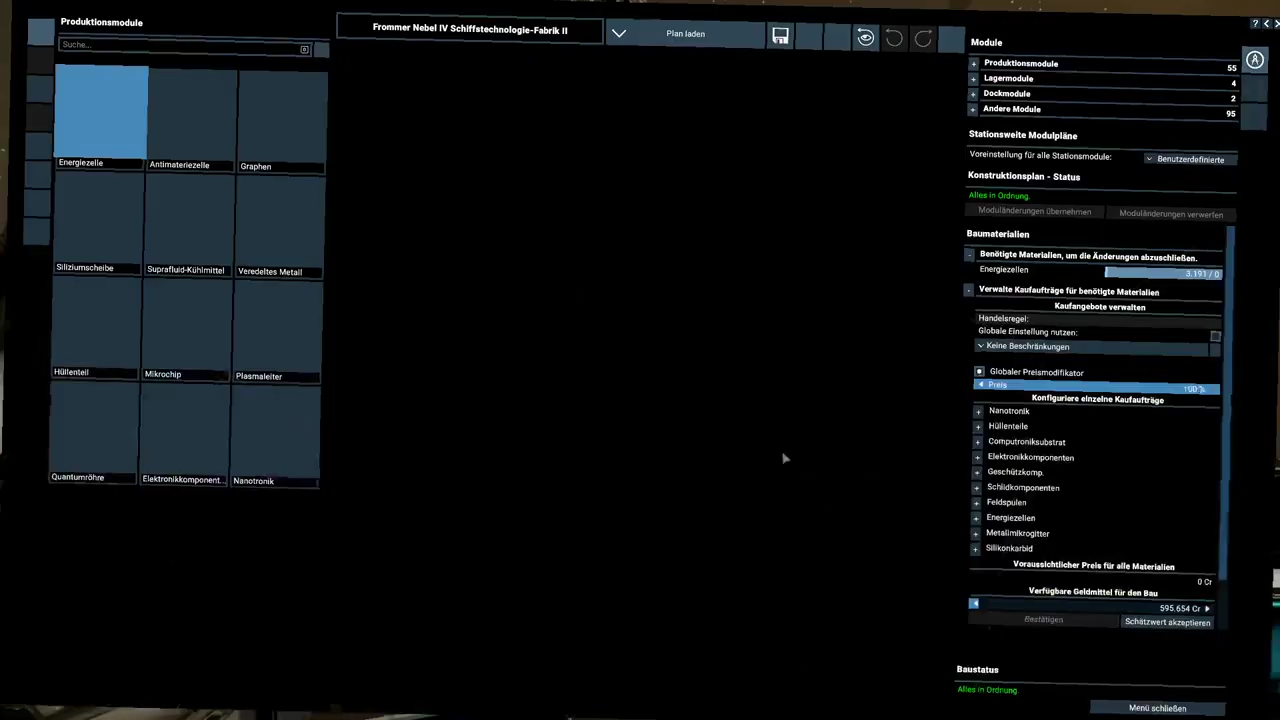 Produktionsmodule
Suche...
Energiezelle
Antimateriezelle
Graphen
Siliziumscheibe
Suprafluid-Kühlmittel
Veredeltes Metall
Hüllenteil
Mikrochip
Plasmaleiter
Quantumröhre
Elektronikkomponent...
Nanotronik
Frommer Nebel IV Schiffstechnologie-Fabrik II
Plan laden
?
Module
Produktionsmodule 55
Lagermodule 4
Dockmodule 2
Andere Module 95
Stationsweite Modulpläne
Voreinstellung für alle Stationsmodule: Benutzerdefinierte
Konstruktionsplan - Status
Alles in Ordnung.
Moduländerungen übernehmen Moduländerungen verwerfen
Baumaterialien
Benötigte Materialien, um die Änderungen abzuschließen.
Energiezellen 3.191 / 0
Verwalte Kaufaufträge für benötigte Materialien
Kaufangebote verwalten
Handelsregel:
Globale Einstellung nutzen:
Keine Beschränkungen
Globaler Preismodifikator
Preis 100 %
Konfiguriere einzelne Kaufaufträge
Nanotronik
Hüllenteile
Computroniksubstrat
Elektronikkomponenten
Geschützkomp.
Schildkomponenten
Feldspulen
Energiezellen
Metallmikrogitter
Silikonkarbid
Voraussichtlicher Preis für alle Materialien
0 Cr
Verfügbare Geldmittel für den Bau
595.654 Cr
Bestätigen Schätzwert akzeptieren
Baustatus
Alles in Ordnung.
Menü schließen